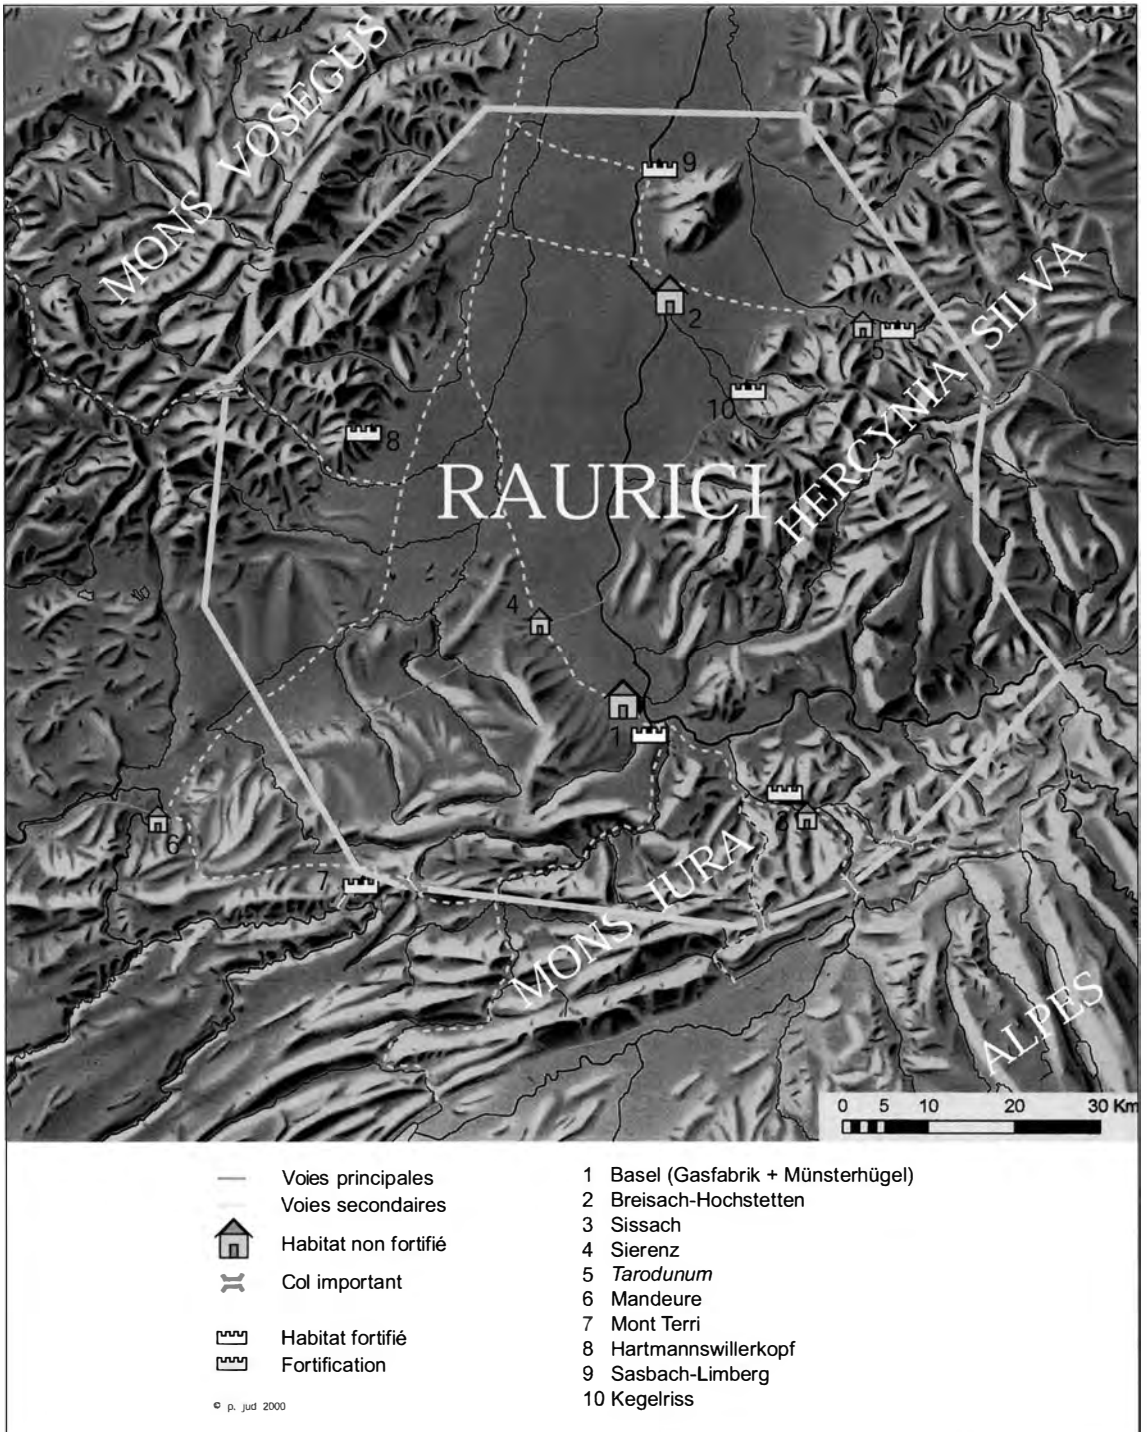 MONS VOSEGUS
9
2
5
HERCYNIA SILVA
10
8
RAURICI
4
1
3
6
7
MONS JURA
ALPES
0 5 10 20 30 Km
Voies principales
Voies secondaires
Habitat non fortifié
Col important
Habitat fortifié
Fortification
© p. jud 2000
1 Basel (Gasfabrik + Münsterhügel)
2 Breisach-Hochstetten
3 Sissach
4 Sierenz
5 Tarodunum
6 Mandeure
7 Mont Terri
8 Hartmannswillerkopf
9 Sasbach-Limberg
10 Kegelriss